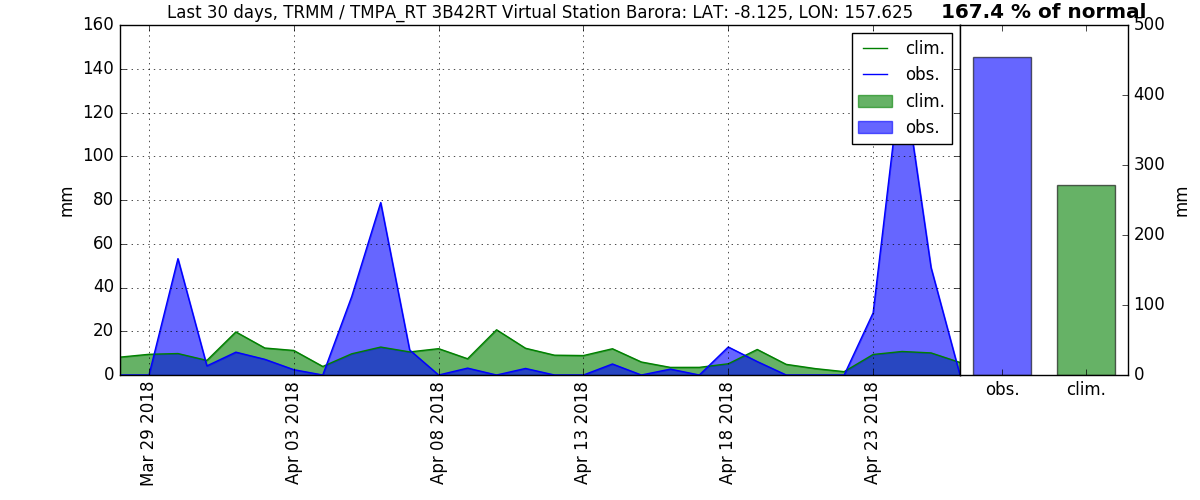 Last 30 days, TRMM / TMPA_RT 3B42RT Virtual Station Barora: LAT: -8.125, LON: 157.625
167.4 % of normal
160
140
120
100
80
60
40
20
0
mm
clim.
obs.
clim.
obs.
500
400
300
200
100
0
mm
Mar 29 2018
Apr 03 2018
Apr 08 2018
Apr 13 2018
Apr 18 2018
Apr 23 2018
obs.
clim.